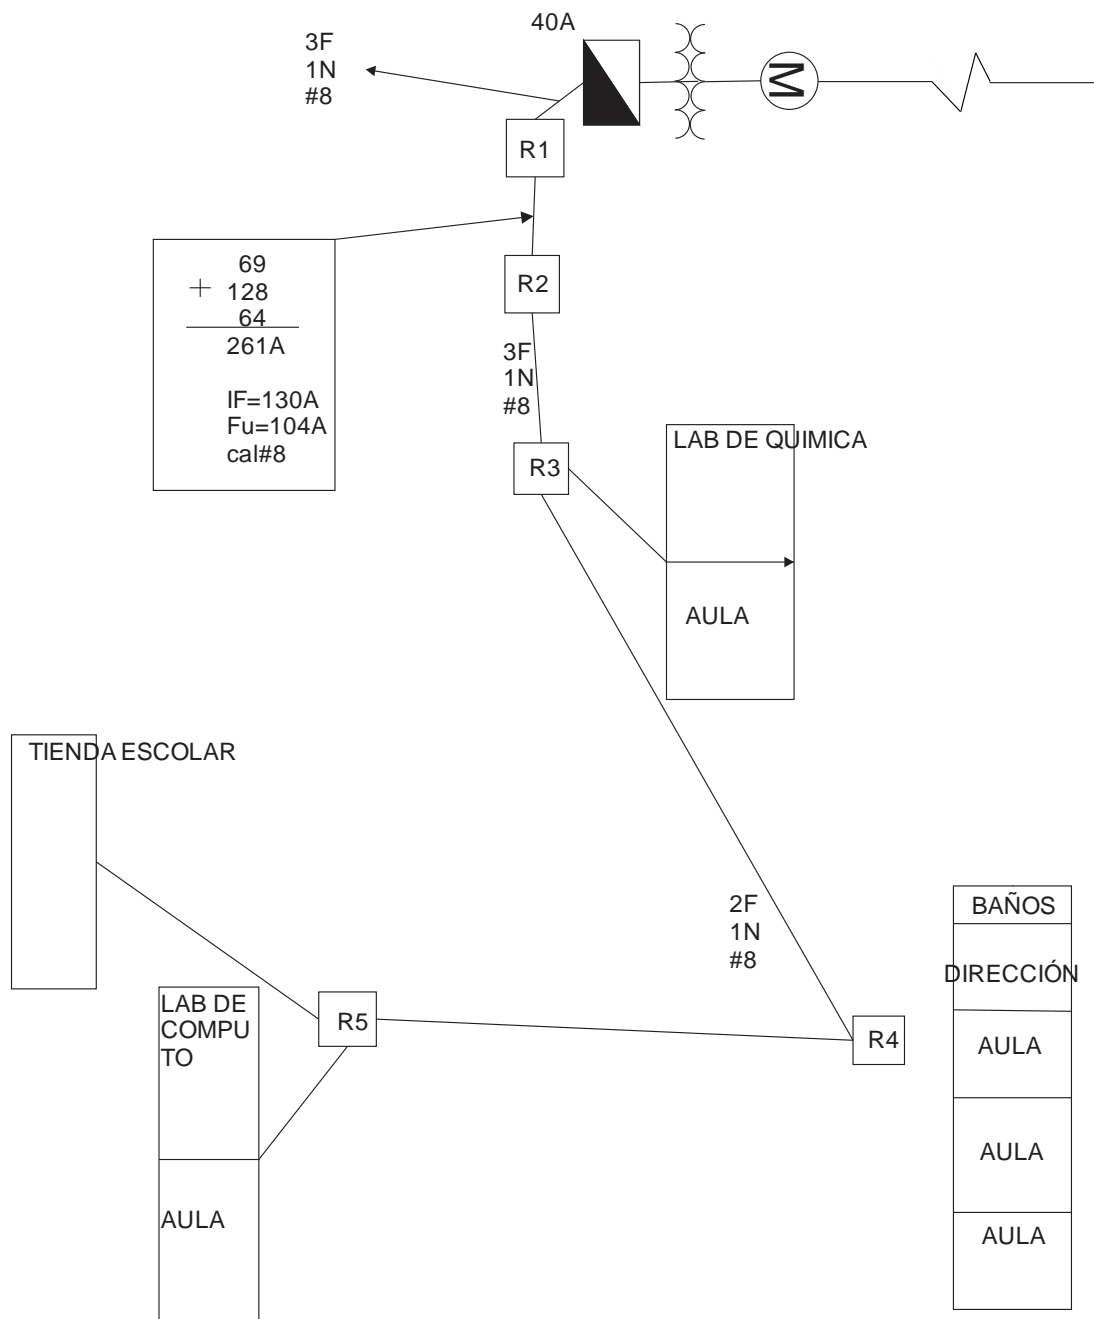 40A
3F
1N
#8
M
R1
69
+ 128
64
261A
IF=130A
Fu=104A
cal#8
R2
3F
1N
#8
R3
LAB DE QUIMICA
AULA
TIENDA ESCOLAR
2F
1N
#8
BAÑOS
DIRECCIÓN
AULA
AULA
AULA
R4
R5
LAB DE
COMPU
TO
AULA